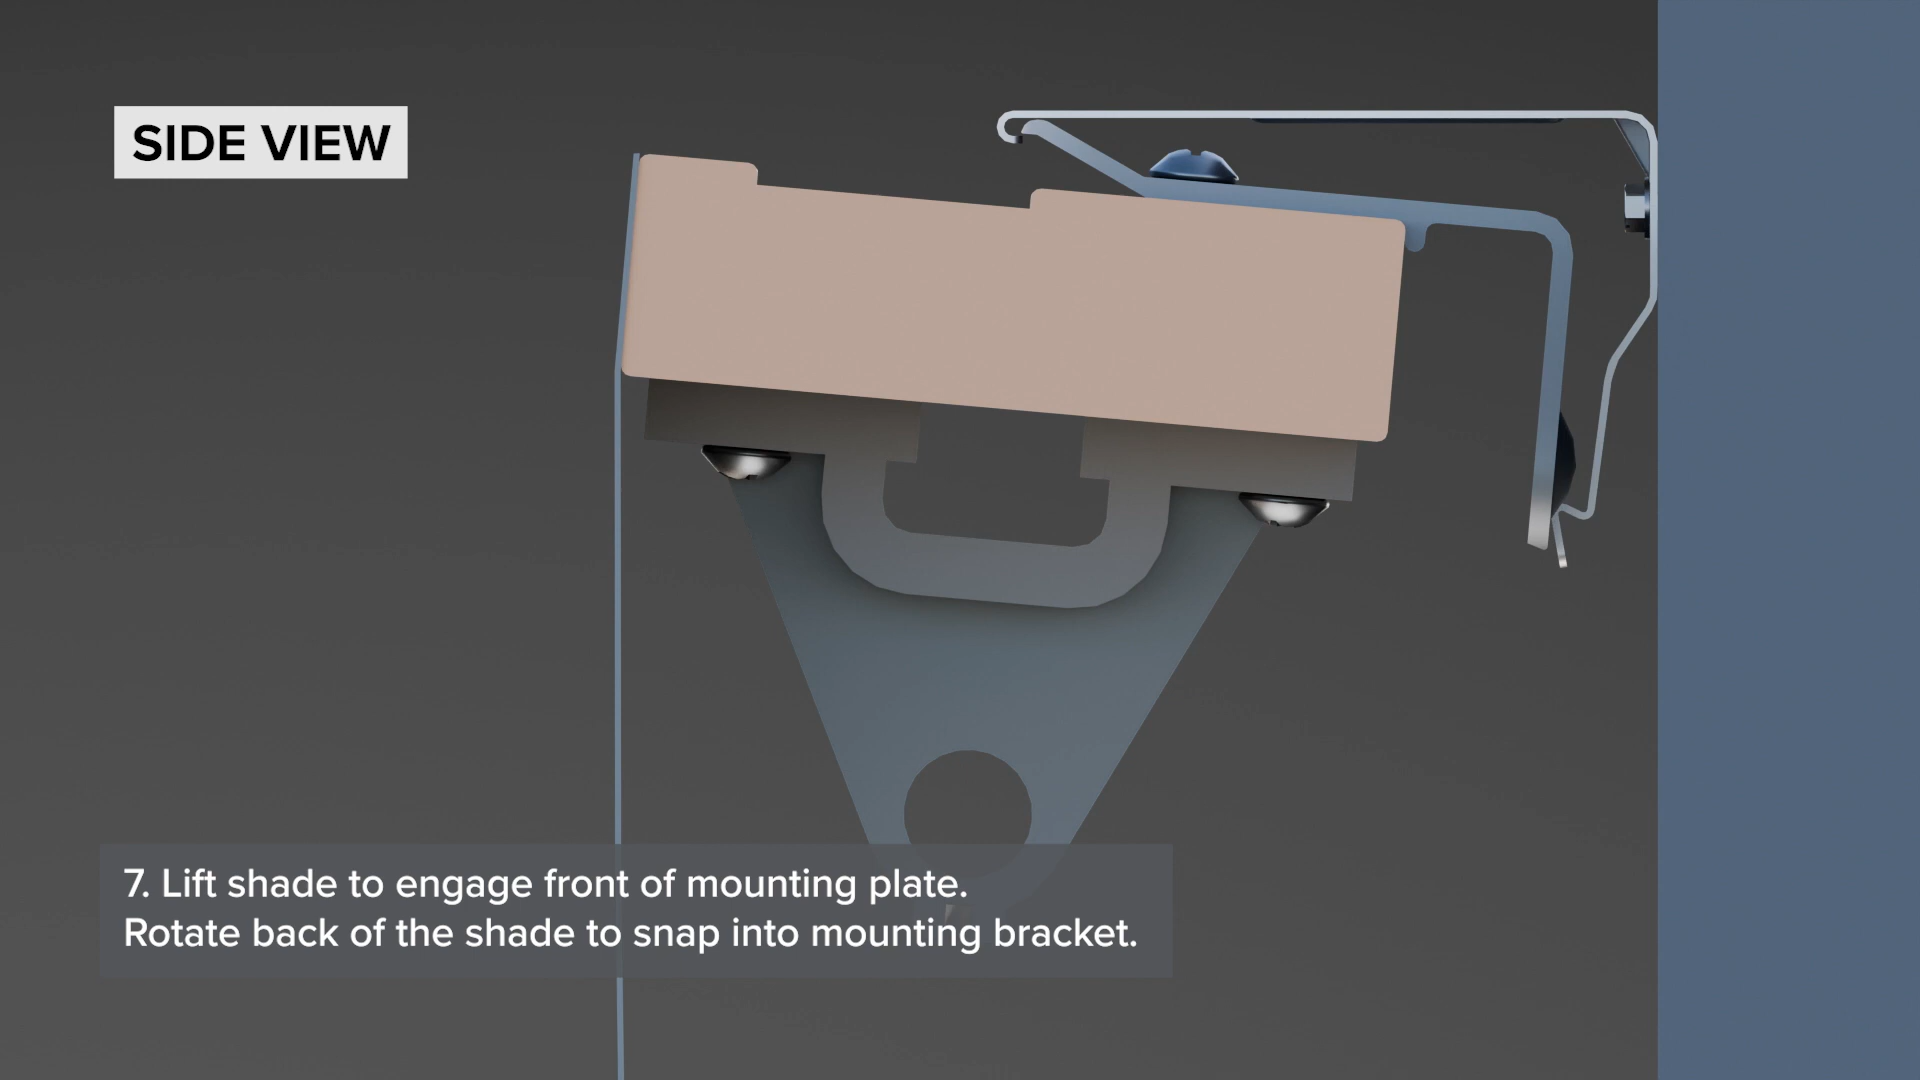 SIDE VIEW
7. Lift shade to engage front of mounting plate.
Rotate back of the shade to snap into mounting bracket.